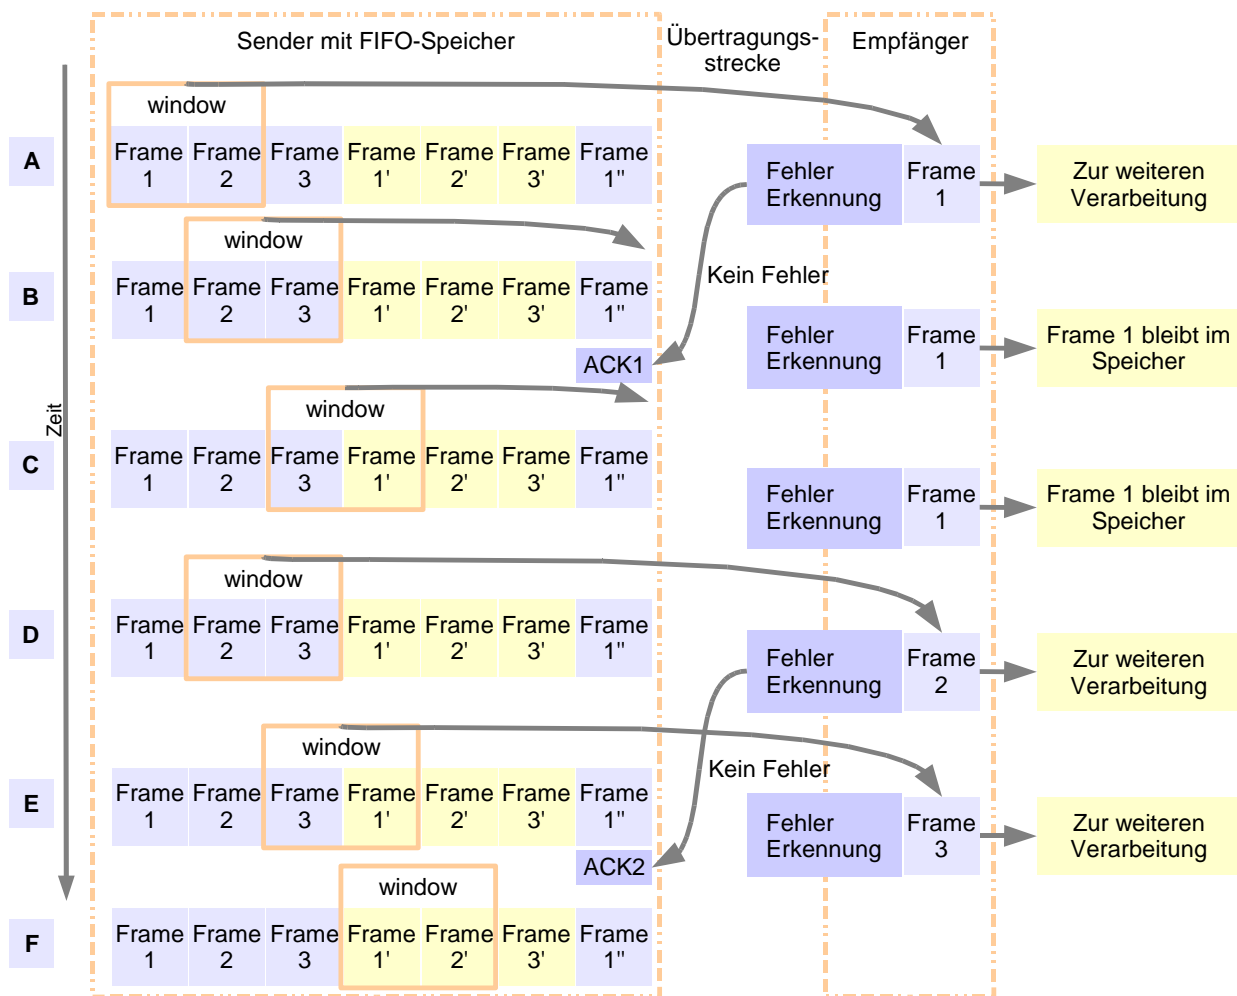 Sender mit FIFO-Speicher
Übertragungs-
strecke
Empfänger
Zeit
window
A
Frame 1
Frame 2
Frame 3
Frame 1'
Frame 2'
Frame 3'
Frame 1''
Fehler
Erkennung
Frame 1
Zur weiteren
Verarbeitung
window
B
Frame 1
Frame 2
Frame 3
Frame 1'
Frame 2'
Frame 3'
Frame 1''
Kein Fehler
ACK1
Fehler
Erkennung
Frame 1
Frame 1 bleibt im
Speicher
window
C
Frame 1
Frame 2
Frame 3
Frame 1'
Frame 2'
Frame 3'
Frame 1''
Fehler
Erkennung
Frame 1
Frame 1 bleibt im
Speicher
window
D
Frame 1
Frame 2
Frame 3
Frame 1'
Frame 2'
Frame 3'
Frame 1''
Fehler
Erkennung
Frame 2
Zur weiteren
Verarbeitung
window
E
Frame 1
Frame 2
Frame 3
Frame 1'
Frame 2'
Frame 3'
Frame 1''
Kein Fehler
ACK2
Fehler
Erkennung
Frame 3
Zur weiteren
Verarbeitung
window
F
Frame 1
Frame 2
Frame 3
Frame 1'
Frame 2'
Frame 3'
Frame 1''